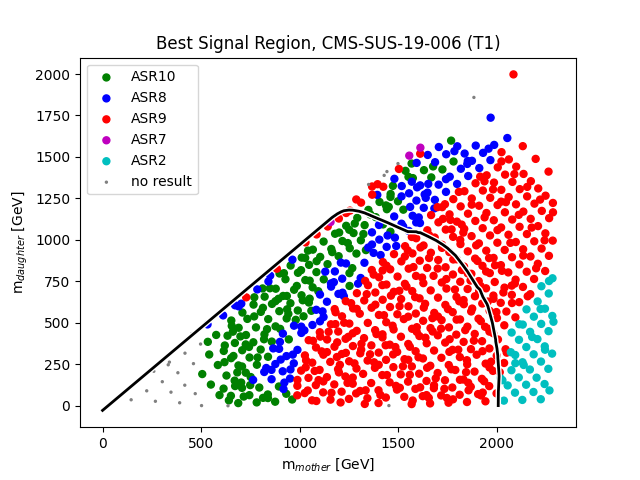 Best Signal Region, CMS-SUS-19-006 (T1)
ASR10
ASR8
ASR9
ASR7
ASR2
no result
2000
1750
1500
1250
1000
750
500
250
0
m_daughter [GeV]
0 500 1000 1500 2000
m_mother [GeV]